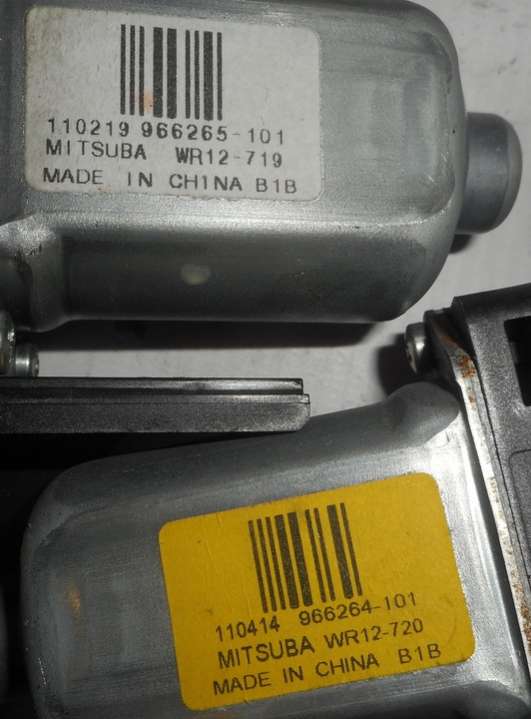 110219 966265-101
MITSUBA WR12-719
MADE IN CHINA B1B
110414 966264-101
MITSUBA WR12-720
MADE IN CHINA B1B